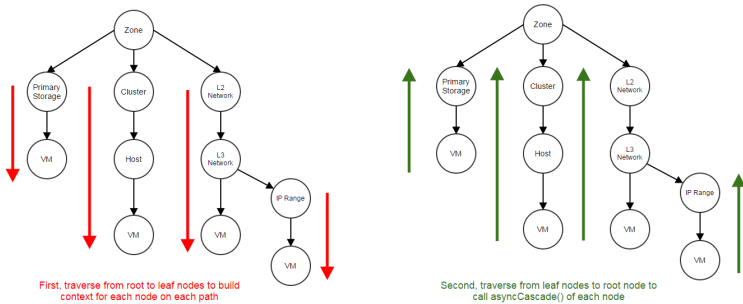 Zone
Primary
Storage
Cluster
L2
Network
VM
Host
L3
Network
IP Range
VM
VM
VM
First, traverse from root to leaf nodes to build
context for each node on each path
Zone
Primary
Storage
Cluster
L2
Network
VM
Host
L3
Network
IP Range
VM
VM
VM
Second, traverse from leaf nodes to root node to
call asyncCascade() of each node